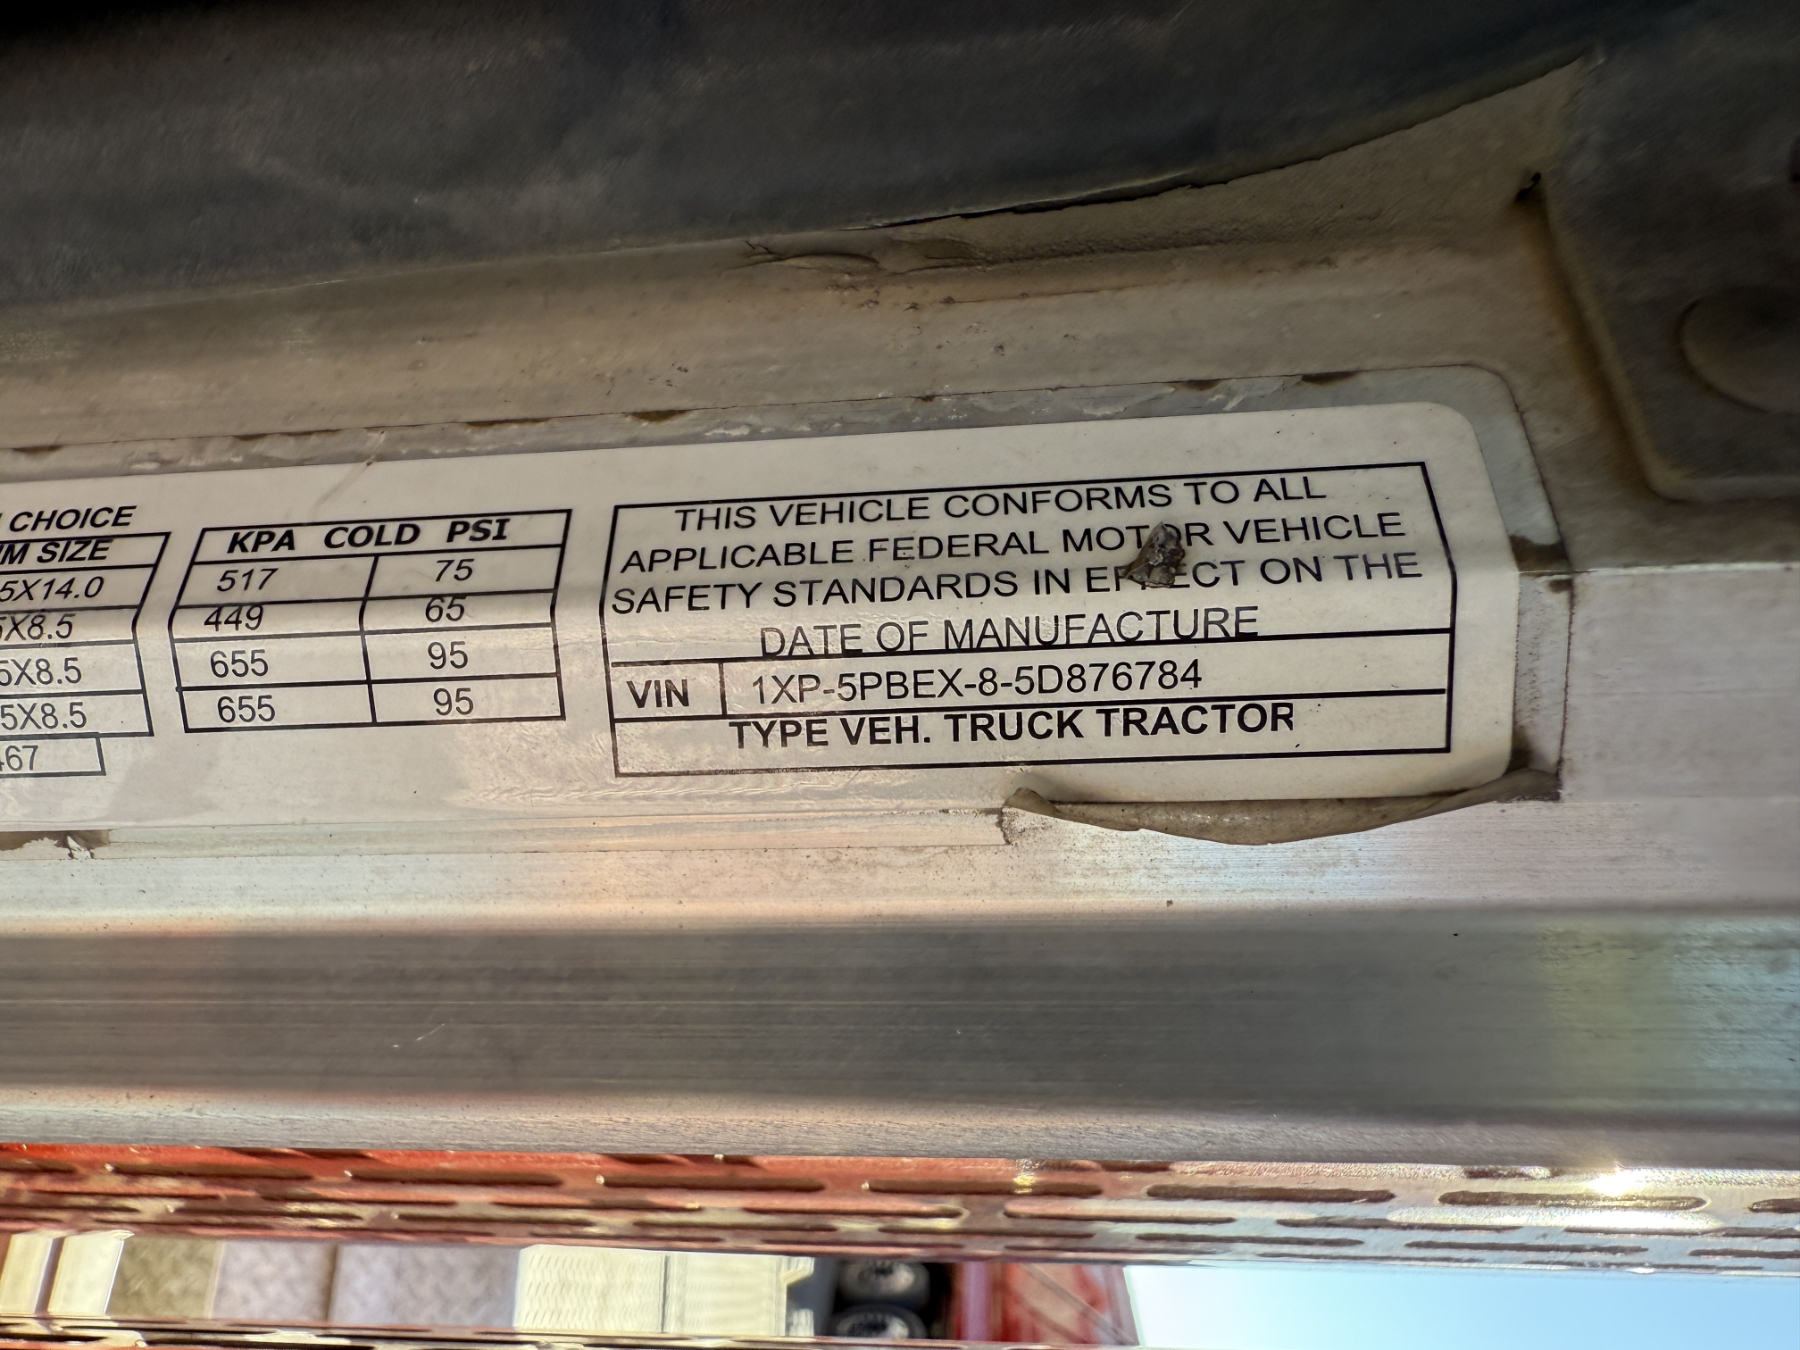 CHOICE
M SIZE
5X14.0
5X8.5
5X8.5
5X8.5
467
KPA COLD PSI
517 75
449 65
655 95
655 95
THIS VEHICLE CONFORMS TO ALL
APPLICABLE FEDERAL MOTOR VEHICLE
SAFETY STANDARDS IN EFFECT ON THE
DATE OF MANUFACTURE
VIN 1XP-5PBEX-8-5D876784
TYPE VEH. TRUCK TRACTOR